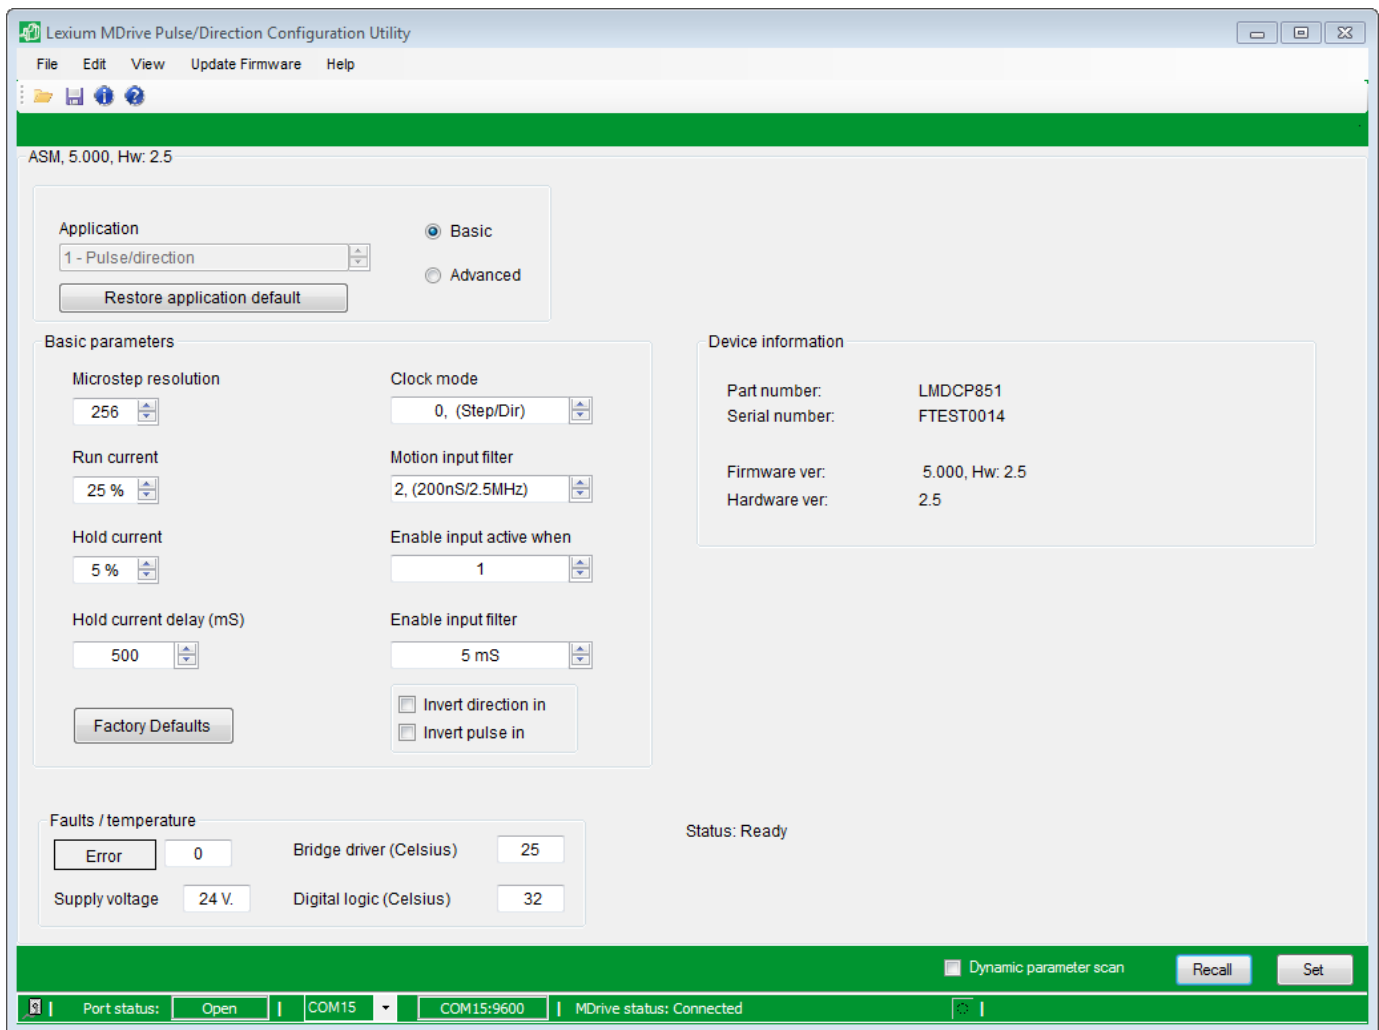 Lexium MDrive Pulse/Direction Configuration Utility
File Edit View Update Firmware Help
ASM, 5.000, Hw: 2.5
Application
1 - Pulse/direction
Restore application default
Basic
Advanced
Basic parameters
Microstep resolution
256
Clock mode
0, (Step/Dir)
Run current
25 %
Motion input filter
2, (200nS/2.5MHz)
Hold current
5 %
Enable input active when
1
Hold current delay (mS)
500
Enable input filter
5 mS
Factory Defaults
Invert direction in
Invert pulse in
Device information
Part number: LMDCP851
Serial number: FTEST0014
Firmware ver: 5.000, Hw: 2.5
Hardware ver: 2.5
Faults / temperature
Error 0 Bridge driver (Celsius) 25
Supply voltage 24 V. Digital logic (Celsius) 32
Status: Ready
Dynamic parameter scan Recall Set
Port status: Open | COM15 COM15:9600 | MDrive status: Connected |